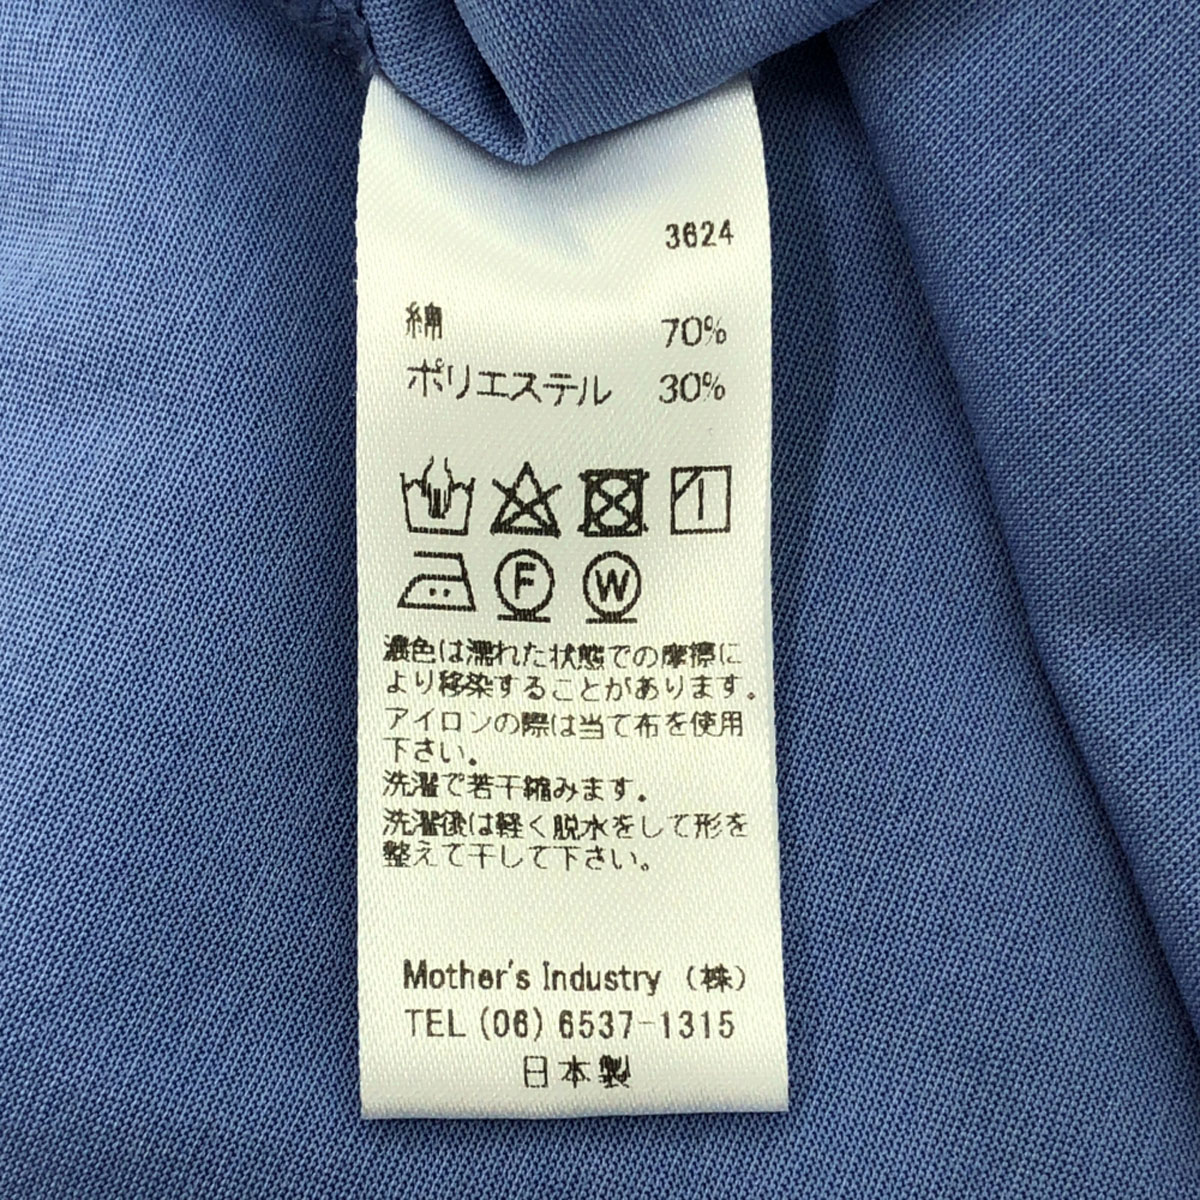 3624
綿 70%
ポリエステル 30%
F W
濃色は濡れた状態での摩擦に
より移染することがあります。
アイロンの際は当て布を使用
下さい。
洗濯で若干縮みます。
洗濯後は軽く脱水をして形を
整えて干して下さい。
Mother's Industry (株)
TEL (06) 6537-1315
日本製